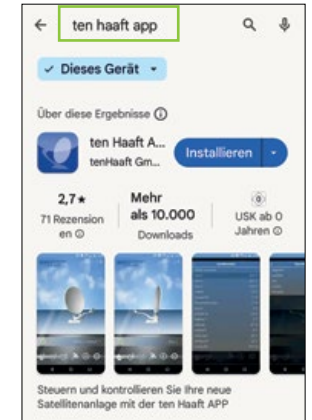 ten haaft app
Dieses Gerät
Über diese Ergebnisse
ten Haaft A...
tenHaaft Gm...
Installieren
2,7★
71 Rezension
en
Mehr
als 10.000
Downloads
USK ab 0
Jahren
Steuern und kontrollieren Sie Ihre neue
Satellitenanlage mit der ten Haaft APP